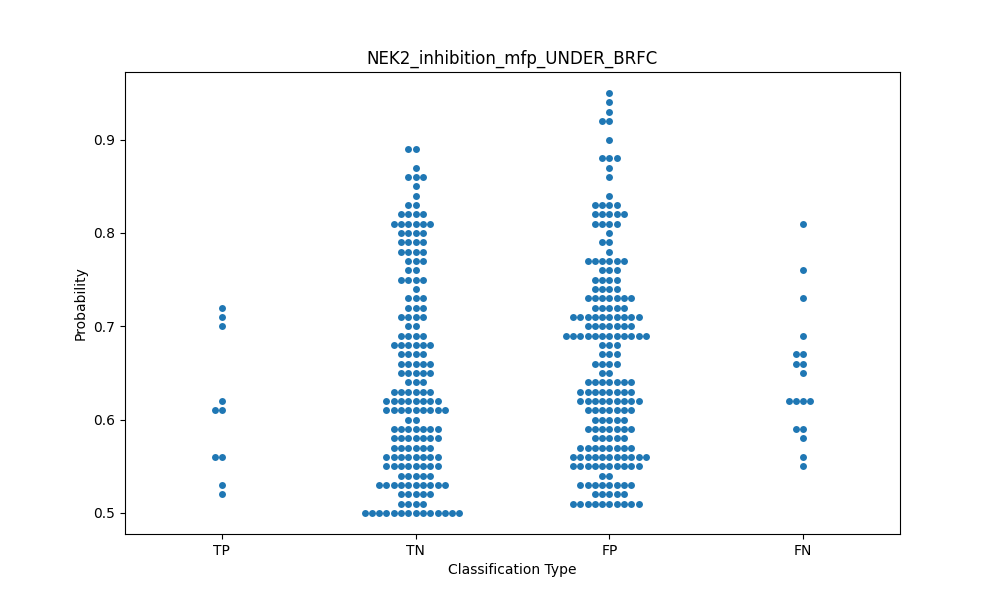 NEK2_inhibition_mfp_UNDER_BRFC
Probability
0.9
0.8
0.7
0.6
0.5
TP TN FP FN
Classification Type